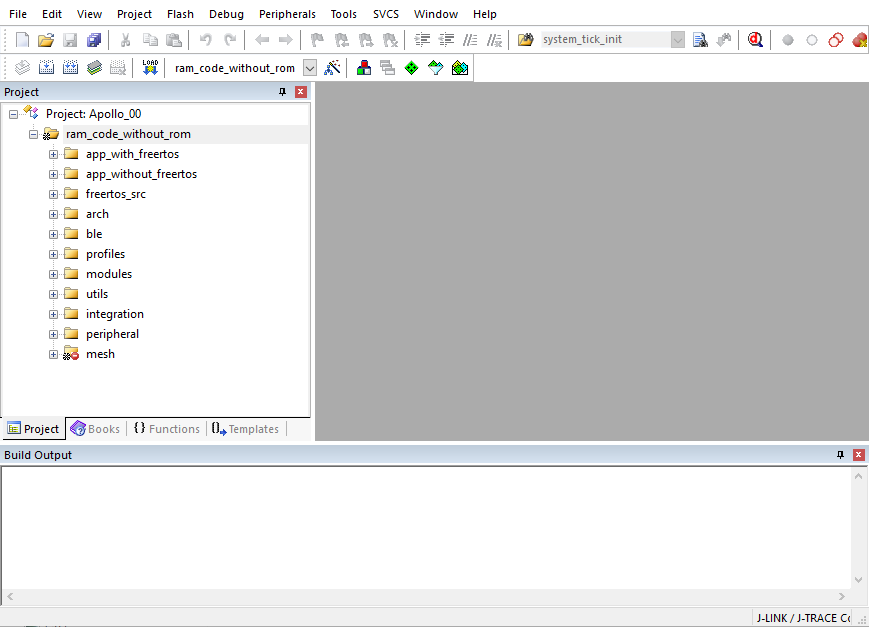 File Edit View Project Flash Debug Peripherals Tools SVCS Window Help
system_tick_init
LOAD ram_code_without_rom
Project
Project: Apollo_00
ram_code_without_rom
app_with_freertos
app_without_freertos
freertos_src
arch
ble
profiles
modules
utils
integration
peripheral
mesh
Project Books {} Functions Templates
Build Output
J-LINK / J-TRACE Co